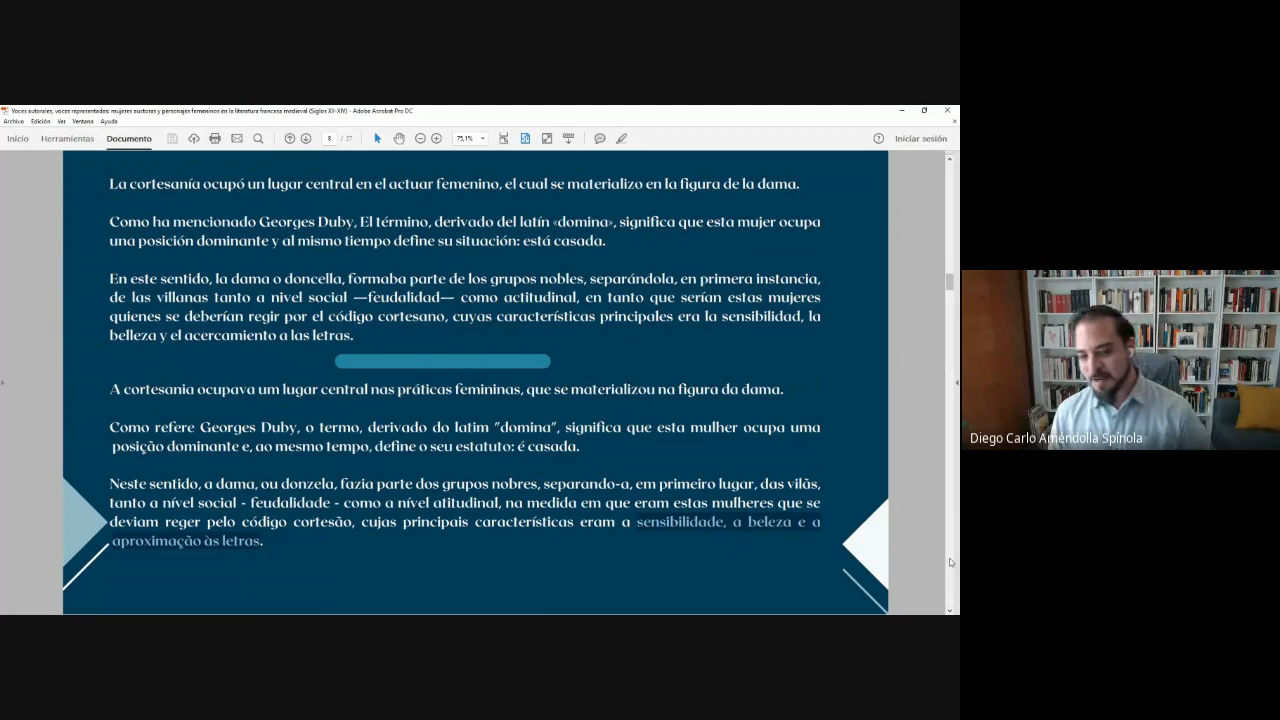 Voces autorales, voces representadas: mujeres auctoras y personajes femeninos en la literatura francesa medieval (Siglos XII-XIV) - Adobe Acrobat Pro DC
Archivo Edición Ver Ventana Ayuda
Inicio Herramientas Documento 8 / 27 75,1% Iniciar sesión
La cortesanía ocupó un lugar central en el actuar femenino, el cual se materializo en la figura de la dama.
Como ha mencionado Georges Duby, El término, derivado del latín «domina», significa que esta mujer ocupa
una posición dominante y al mismo tiempo define su situación: está casada.
En este sentido, la dama o doncella, formaba parte de los grupos nobles, separándola, en primera instancia,
de las villanas tanto a nivel social —feudalidad— como actitudinal, en tanto que serían estas mujeres
quienes se deberían regir por el código cortesano, cuyas características principales era la sensibilidad, la
belleza y el acercamiento a las letras.
A cortesania ocupava um lugar central nas práticas femininas, que se materializou na figura da dama.
Como refere Georges Duby, o termo, derivado do latim "domina", significa que esta mulher ocupa uma
posição dominante e, ao mesmo tempo, define o seu estatuto: é casada.
Neste sentido, a dama, ou donzela, fazia parte dos grupos nobres, separando-a, em primeiro lugar, das vilãs,
tanto a nível social - feudalidade - como a nível atitudinal, na medida em que eram estas mulheres que se
deviam reger pelo código cortesão, cujas principais características eram a sensibilidade, a beleza e a
aproximação às letras.
Diego Carlo Améndolla Spínola